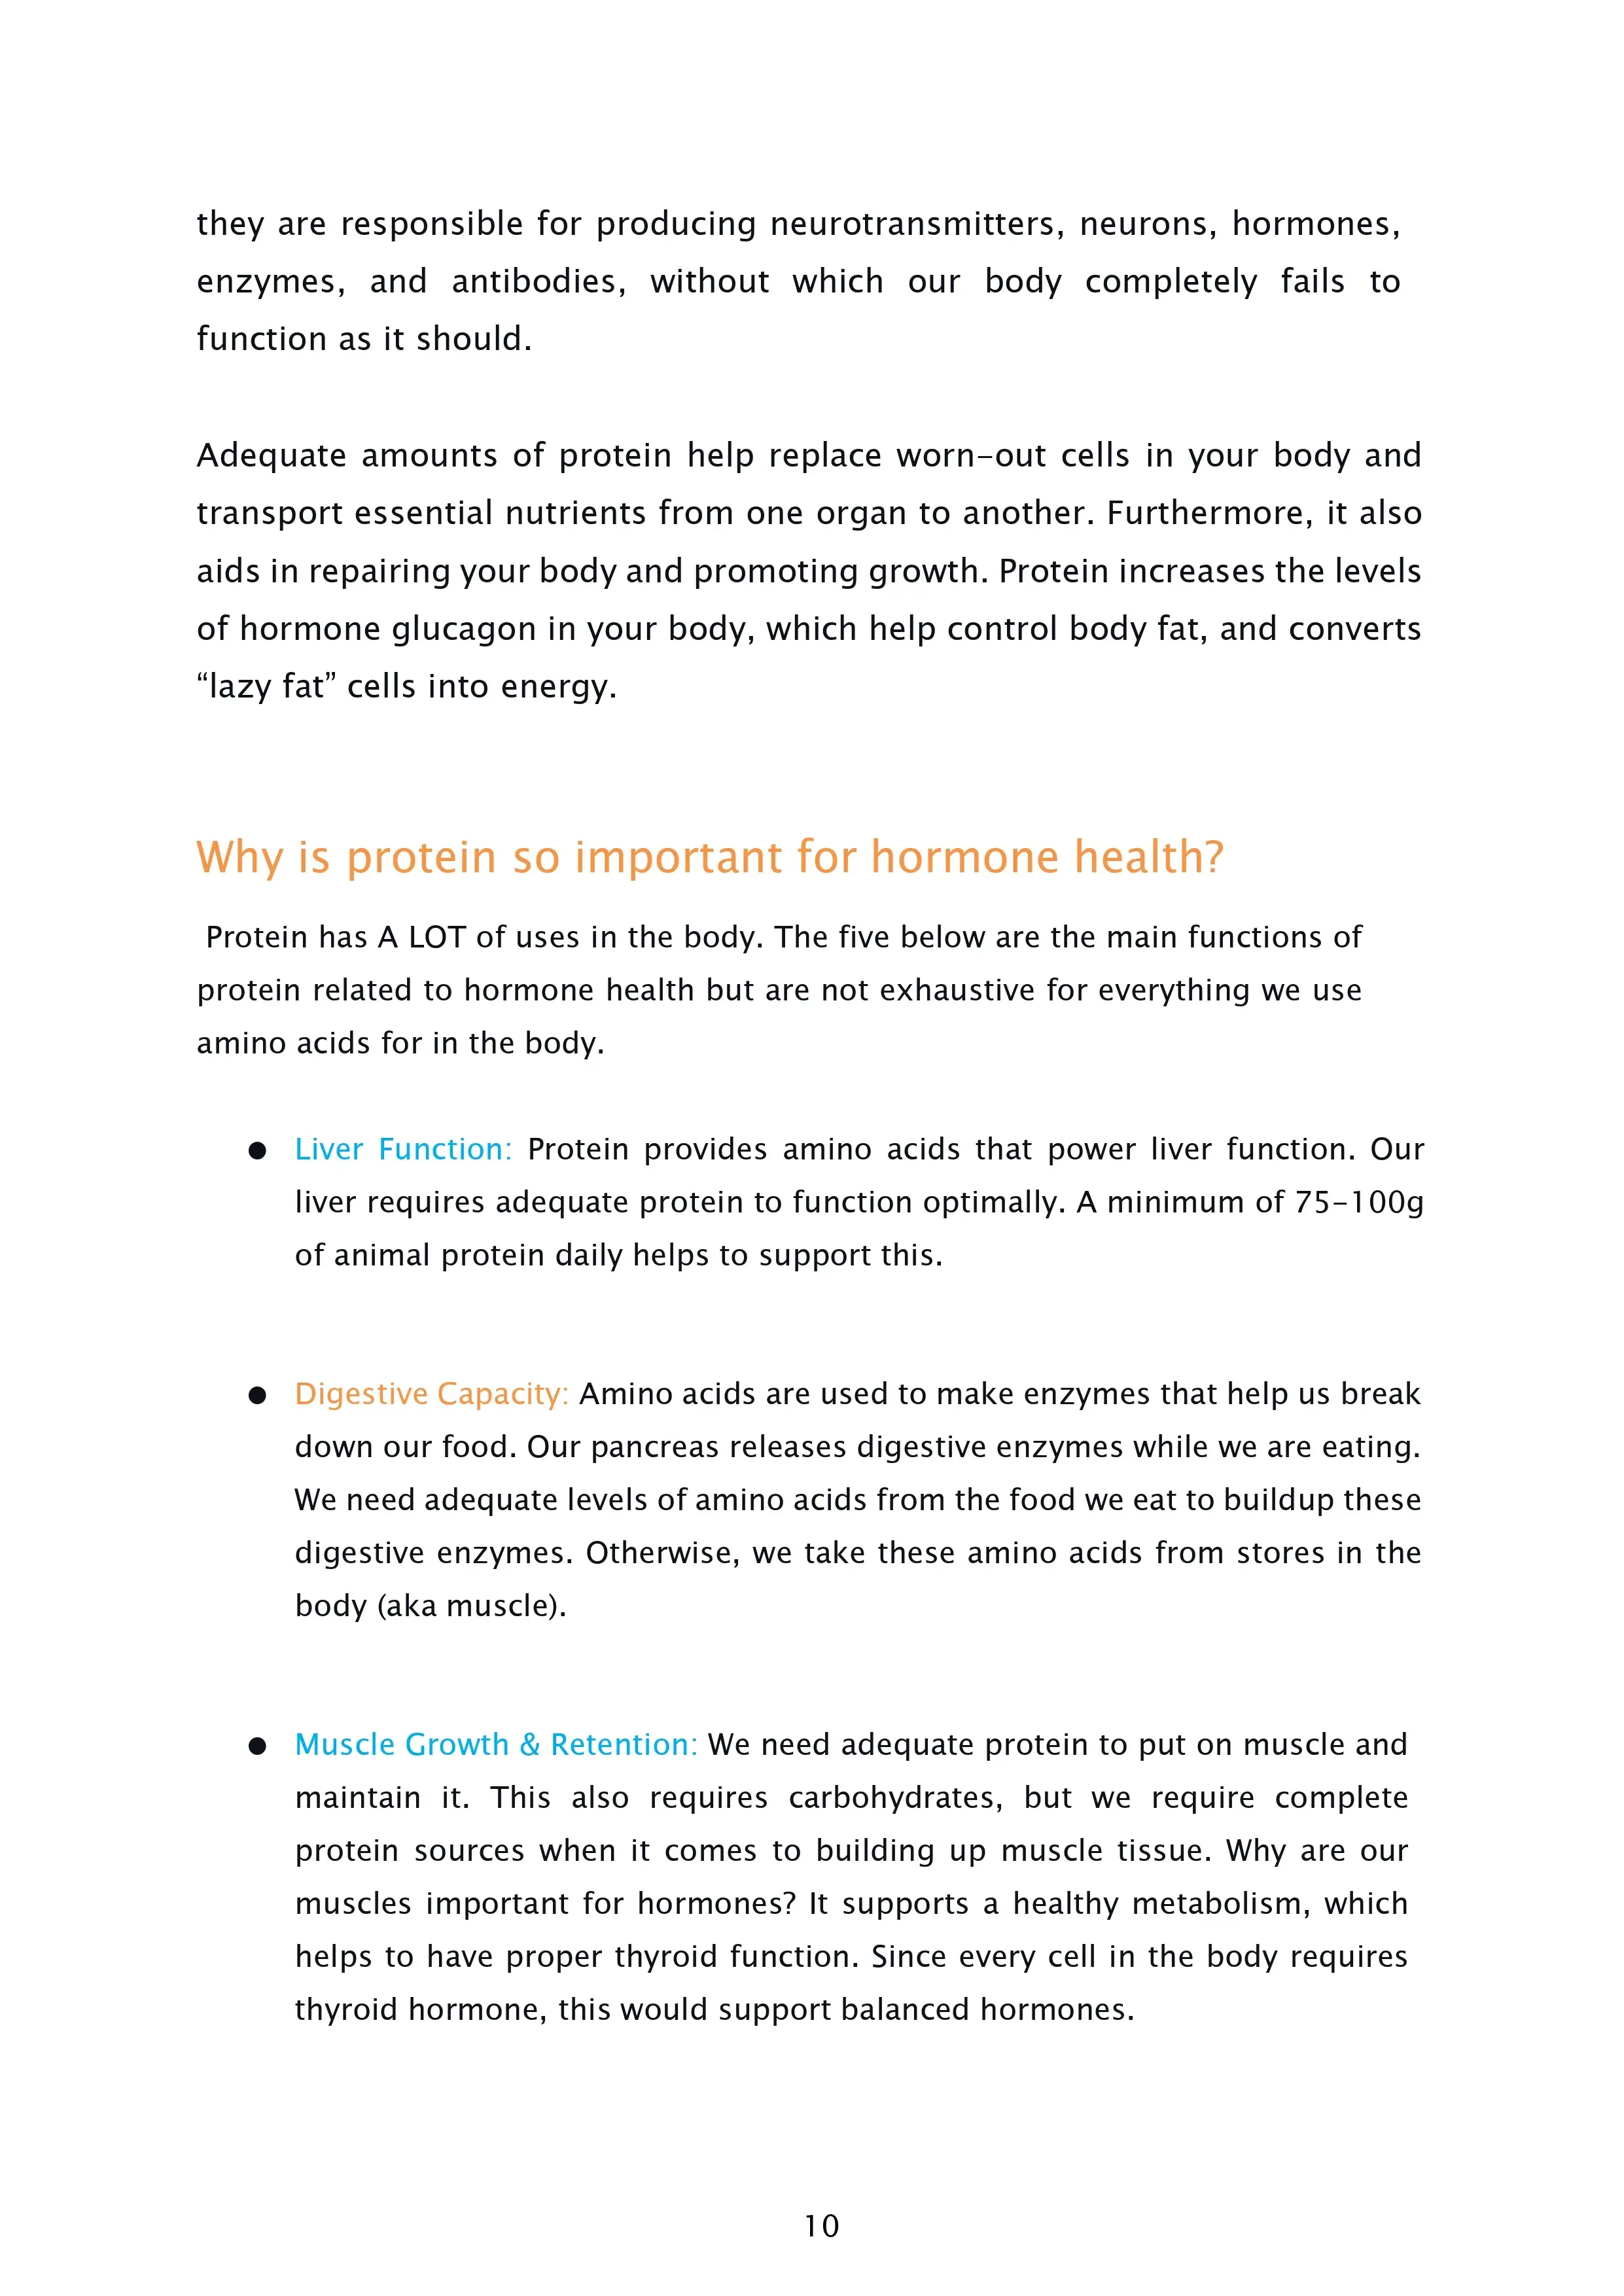 they are responsible for producing neurotransmitters, neurons, hormones,
enzymes, and antibodies, without which our body completely fails to
function as it should.
Adequate amounts of protein help replace worn-out cells in your body and
transport essential nutrients from one organ to another. Furthermore, it also
aids in repairing your body and promoting growth. Protein increases the levels
of hormone glucagon in your body, which help control body fat, and converts
“lazy fat” cells into energy.
Why is protein so important for hormone health?
Protein has A LOT of uses in the body. The five below are the main functions of
protein related to hormone health but are not exhaustive for everything we use
amino acids for in the body.
● Liver Function: Protein provides amino acids that power liver function. Our
liver requires adequate protein to function optimally. A minimum of 75-100g
of animal protein daily helps to support this.
● Digestive Capacity: Amino acids are used to make enzymes that help us break
down our food. Our pancreas releases digestive enzymes while we are eating.
We need adequate levels of amino acids from the food we eat to buildup these
digestive enzymes. Otherwise, we take these amino acids from stores in the
body (aka muscle).
● Muscle Growth & Retention: We need adequate protein to put on muscle and
maintain it. This also requires carbohydrates, but we require complete
protein sources when it comes to building up muscle tissue. Why are our
muscles important for hormones? It supports a healthy metabolism, which
helps to have proper thyroid function. Since every cell in the body requires
thyroid hormone, this would support balanced hormones.
10